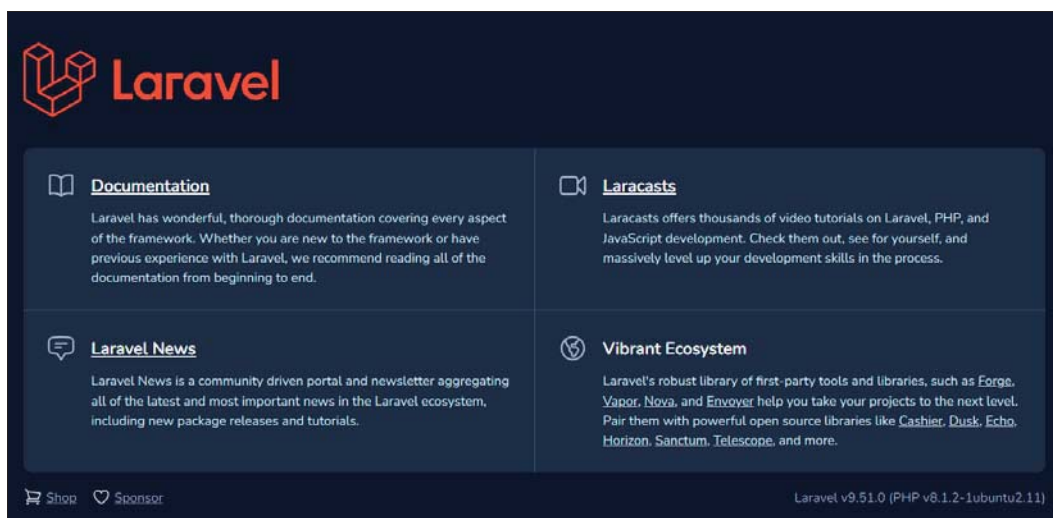 Laravel
Documentation
Laravel has wonderful, thorough documentation covering every aspect
of the framework. Whether you are new to the framework or have
previous experience with Laravel, we recommend reading all of the
documentation from beginning to end.
Laracasts
Laracasts offers thousands of video tutorials on Laravel, PHP, and
JavaScript development. Check them out, see for yourself, and
massively level up your development skills in the process.
Laravel News
Laravel News is a community driven portal and newsletter aggregating
all of the latest and most important news in the Laravel ecosystem,
including new package releases and tutorials.
Vibrant Ecosystem
Laravel's robust library of first-party tools and libraries, such as Forge,
Vapor, Nova, and Envoyer help you take your projects to the next level.
Pair them with powerful open source libraries like Cashier, Dusk, Echo,
Horizon, Sanctum, Telescope, and more.
Shop Sponsor
Laravel v9.51.0 (PHP v8.1.2-1ubuntu2.11)